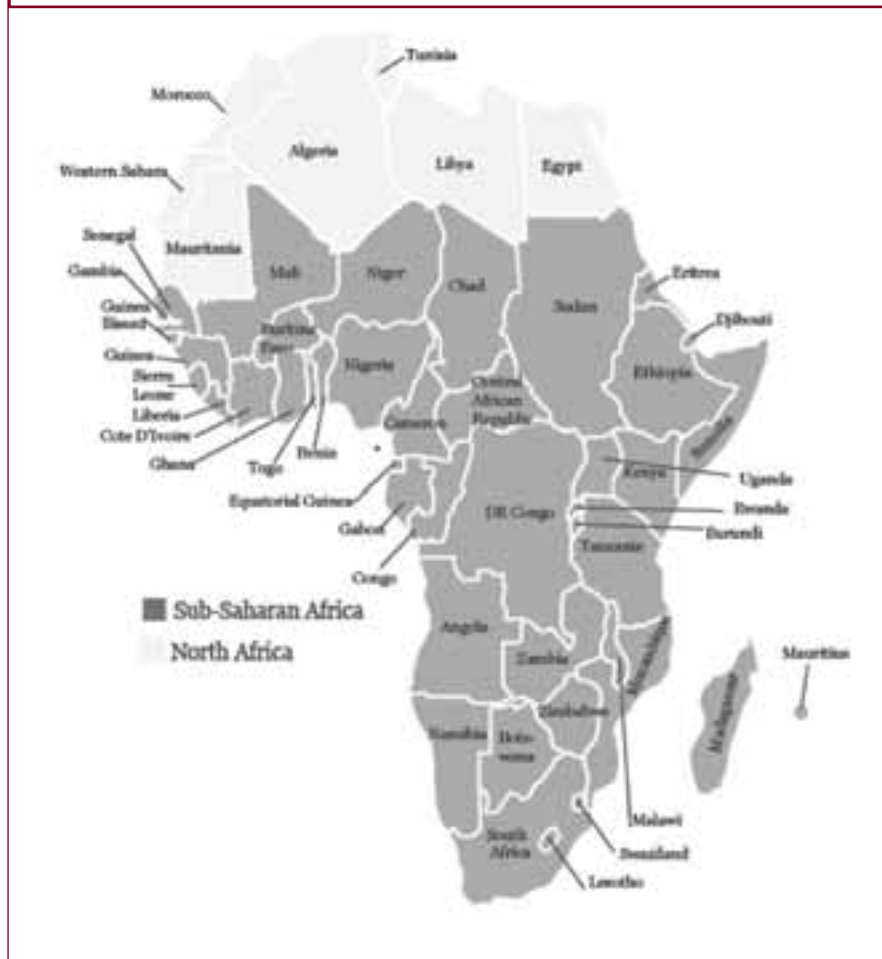 Tunisia
Morocco
Algeria
Libya
Egypt
Western Sahara
Mauritania
Senegal
Gambia
Mali
Niger
Chad
Sudan
Eritrea
Djibouti
Guinea
Bissau
Burkina
Faso
Nigeria
Ethiopia
Guinea
Sierra
Leone
Liberia
Cote D'Ivoire
Ghana
Togo
Benin
Central
African
Republic
Cameron
Somalia
Kenya
Uganda
Equatorial Guinea
Gabon
DR Congo
Rwanda
Burundi
Tanzania
Congo
Sub-Saharan Africa
North Africa
Angola
Zambia
Mozambique
Mauritius
Madagascar
Zimbabwe
Namibia
Bots-
wana
Malawi
South
Africa
Swaziland
Lesotho